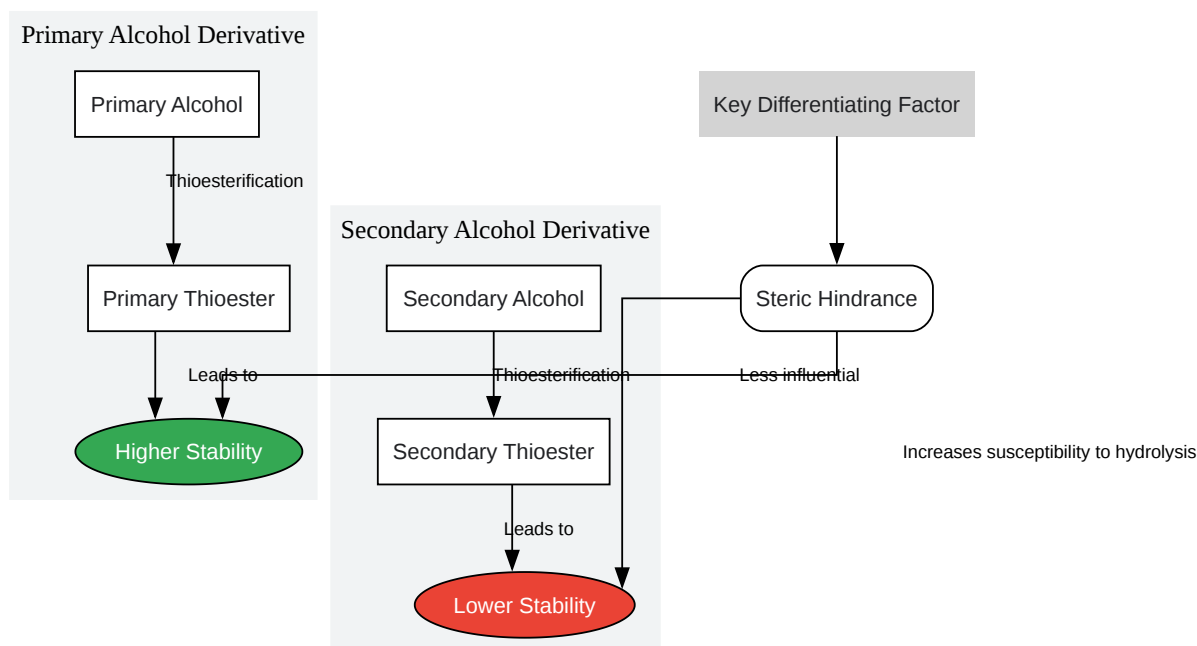 Primary Alcohol Derivative
Primary Alcohol
Key Differentiating Factor
Thioesterification
Secondary Alcohol Derivative
Primary Thioester
Secondary Alcohol
Steric Hindrance
Leads to
Thioesterification
Less influential
Higher Stability
Secondary Thioester
Increases susceptibility to hydrolysis
Leads to
Lower Stability